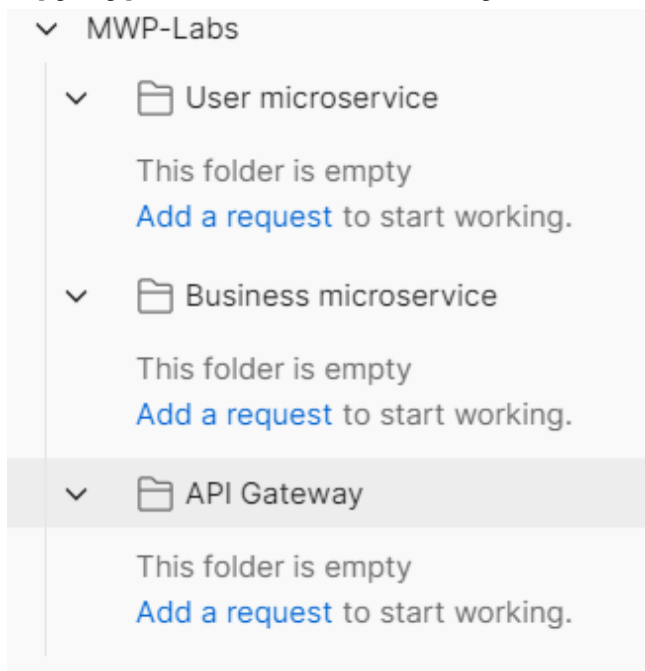 MWP-Labs
User microservice
This folder is empty
Add a request to start working.
Business microservice
This folder is empty
Add a request to start working.
API Gateway
This folder is empty
Add a request to start working.